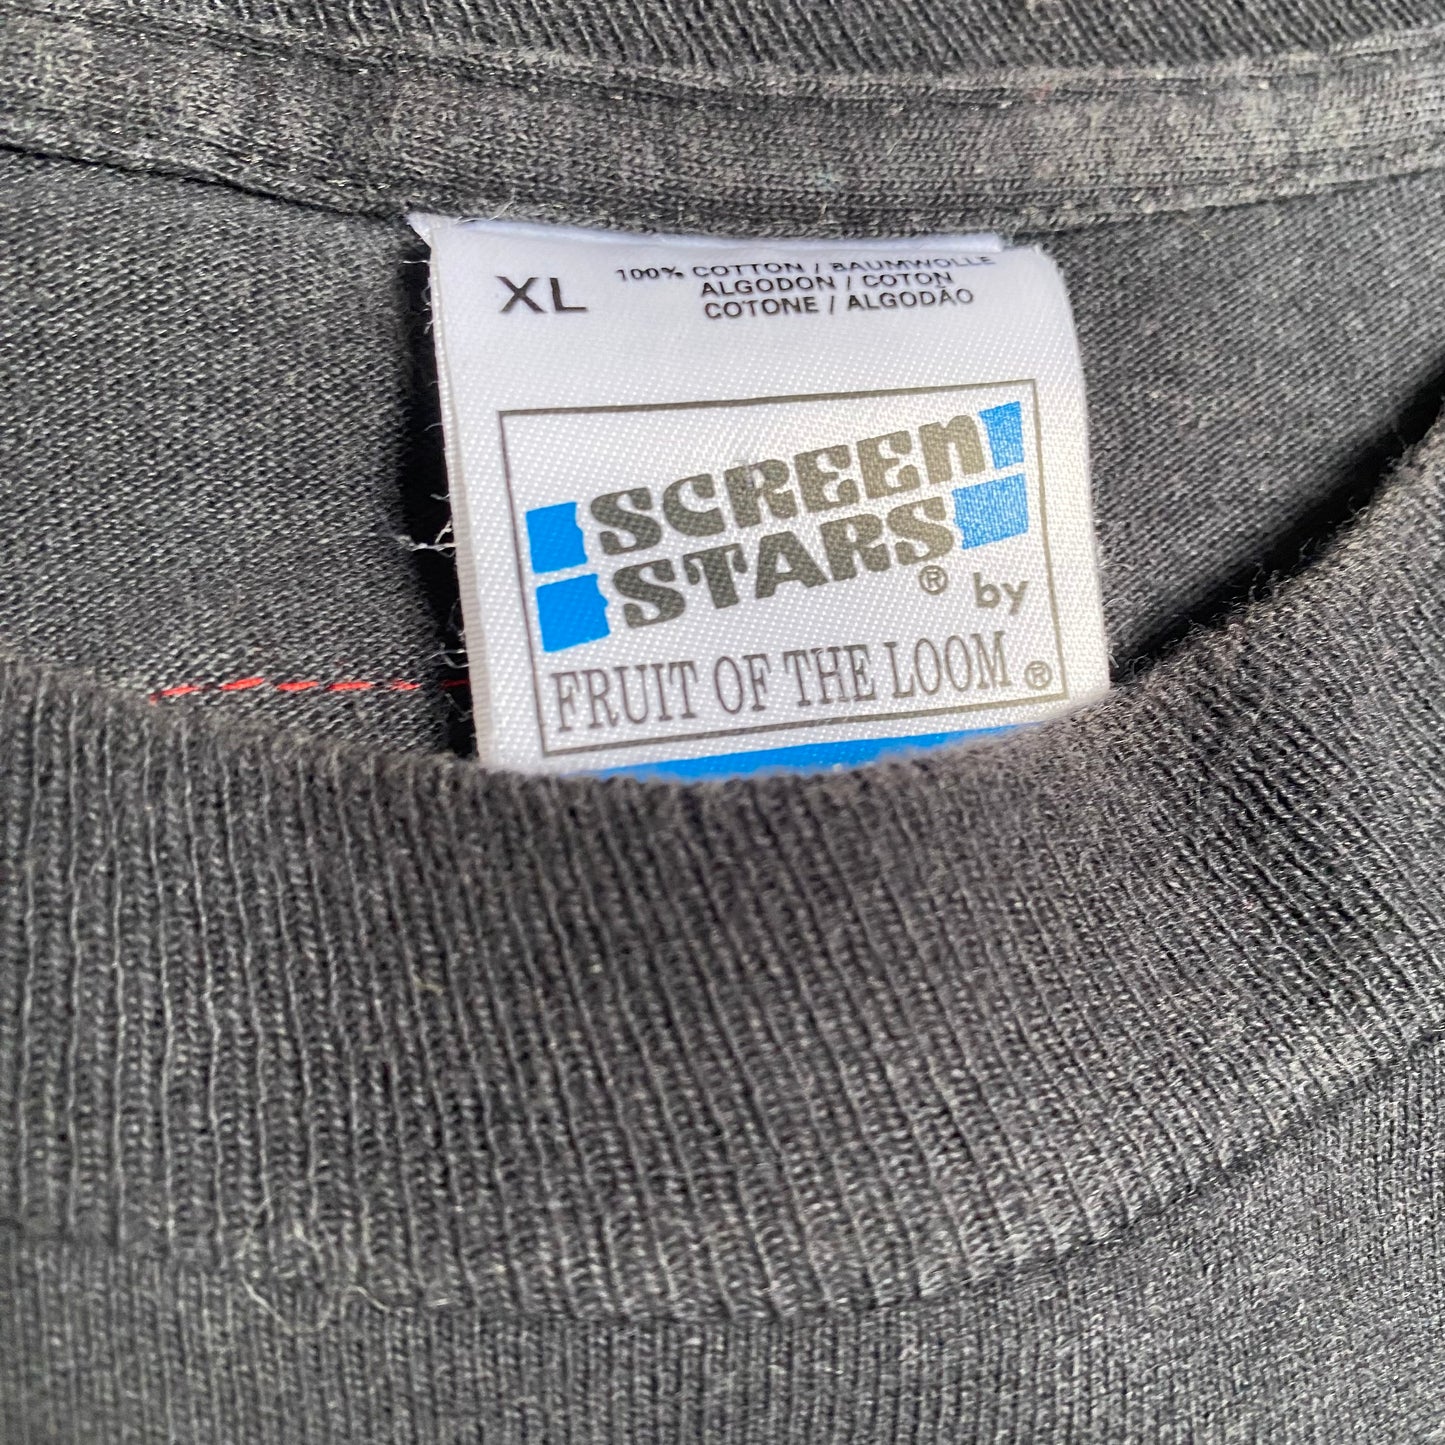 XL
100% COTTON / BAUMWOLLE
ALGODON / COTON
COTONE / ALGODÃO
SCREEN
STARS® by
FRUIT OF THE LOOM®